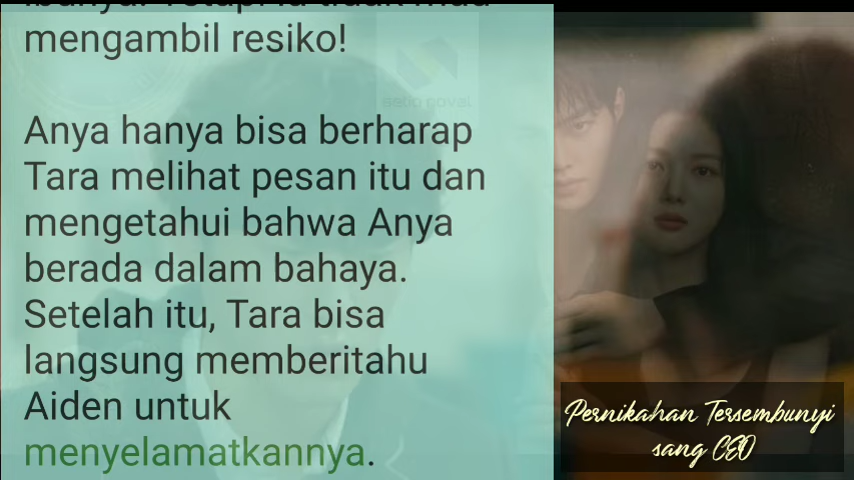 mengambil resiko!
Anya hanya bisa berharap
Tara melihat pesan itu dan
mengetahui bahwa Anya
berada dalam bahaya.
Setelah itu, Tara bisa
langsung memberitahu
Aiden untuk
menyelamatkannya.
Pernikahan Tersembunyi
sang CEO